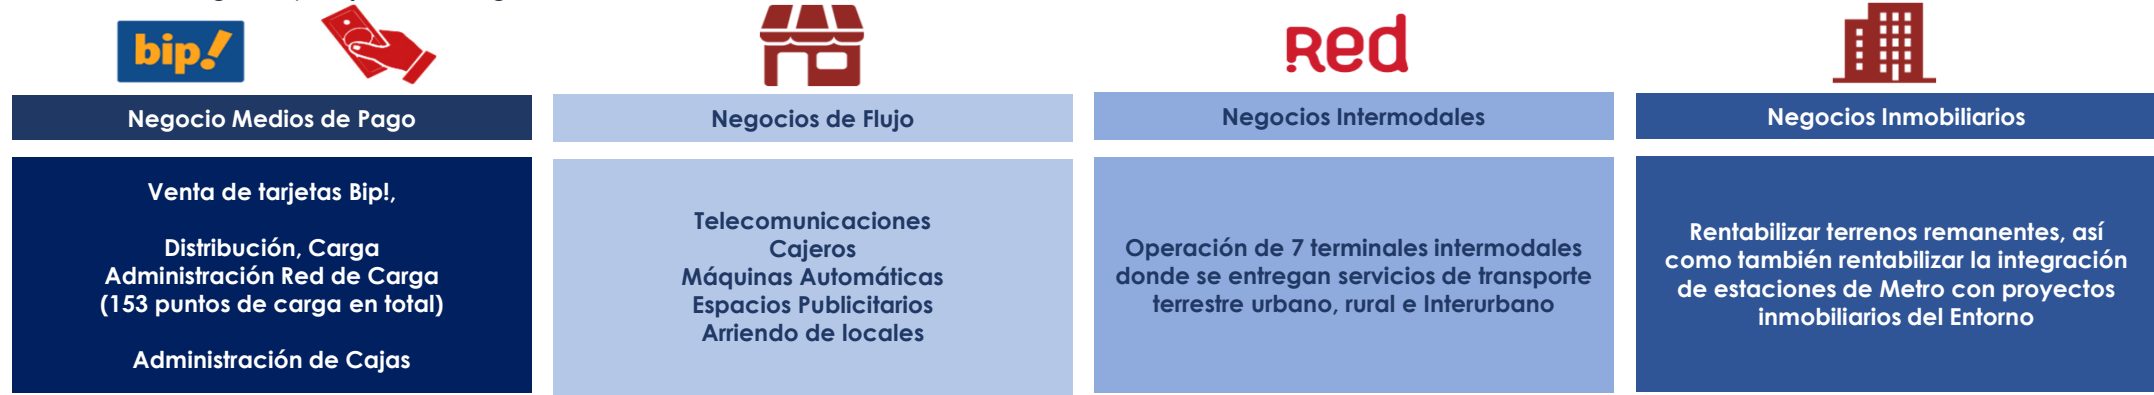 bip!
Red
Negocio Medios de Pago
Negocios de Flujo
Negocios Intermodales
Negocios Inmobiliarios
Venta de tarjetas Bip!,
Distribución, Carga
Administración Red de Carga
(153 puntos de carga en total)
Administración de Cajas
Telecomunicaciones
Cajeros
Máquinas Automáticas
Espacios Publicitarios
Arriendo de locales
Operación de 7 terminales intermodales
donde se entregan servicios de transporte
terrestre urbano, rural e Interurbano
Rentabilizar terrenos remanentes, así
como también rentabilizar la integración
de estaciones de Metro con proyectos
inmobiliarios del Entorno